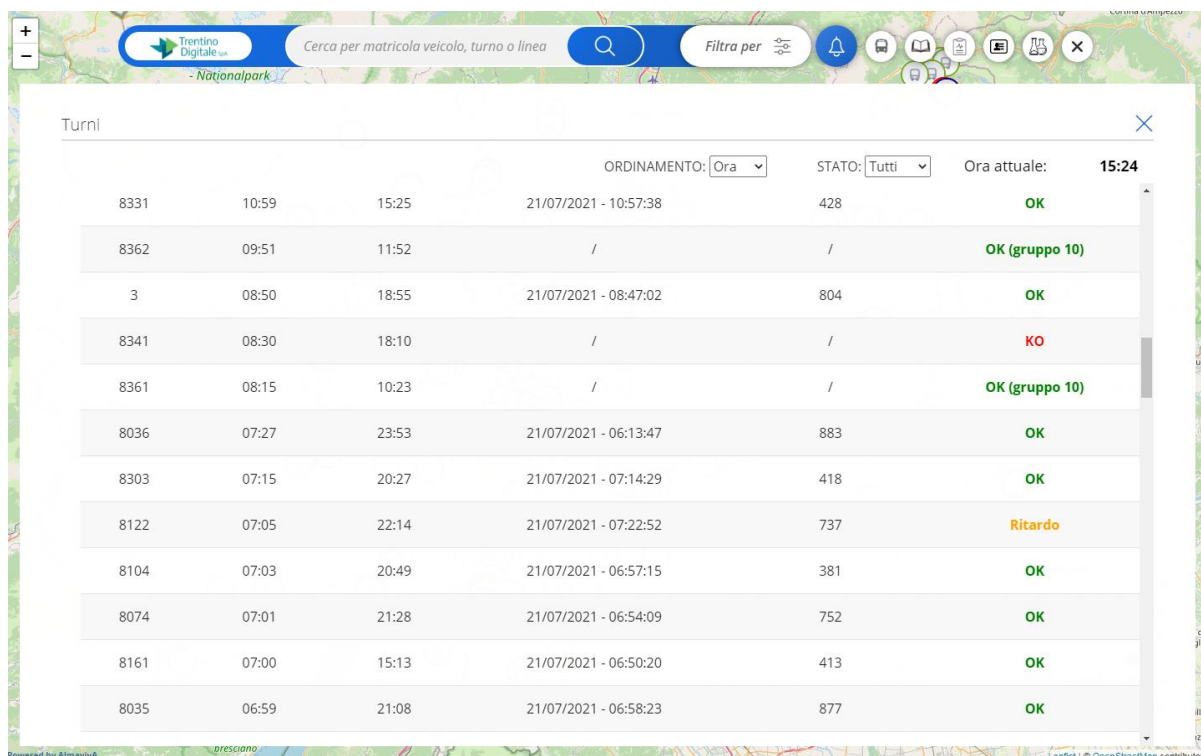 Cortina d'Ampezzo
+
−
Trentino
Digitale SpA
Cerca per matricola veicolo, turno o linea
Filtra per
- Nationalpark
Turni
ORDINAMENTO: Ora STATO: Tutti Ora attuale: 15:24
8331 10:59 15:25 21/07/2021 - 10:57:38 428 OK
8362 09:51 11:52 / / OK (gruppo 10)
3 08:50 18:55 21/07/2021 - 08:47:02 804 OK
8341 08:30 18:10 / / KO
8361 08:15 10:23 / / OK (gruppo 10)
8036 07:27 23:53 21/07/2021 - 06:13:47 883 OK
8303 07:15 20:27 21/07/2021 - 07:14:29 418 OK
8122 07:05 22:14 21/07/2021 - 07:22:52 737 Ritardo
8104 07:03 20:49 21/07/2021 - 06:57:15 381 OK
8074 07:01 21:28 21/07/2021 - 06:54:09 752 OK
8161 07:00 15:13 21/07/2021 - 06:50:20 413 OK
8035 06:59 21:08 21/07/2021 - 06:58:23 877 OK
bresciano
Powered by AlmavivA
Leaflet | © OpenStreetMap contribut